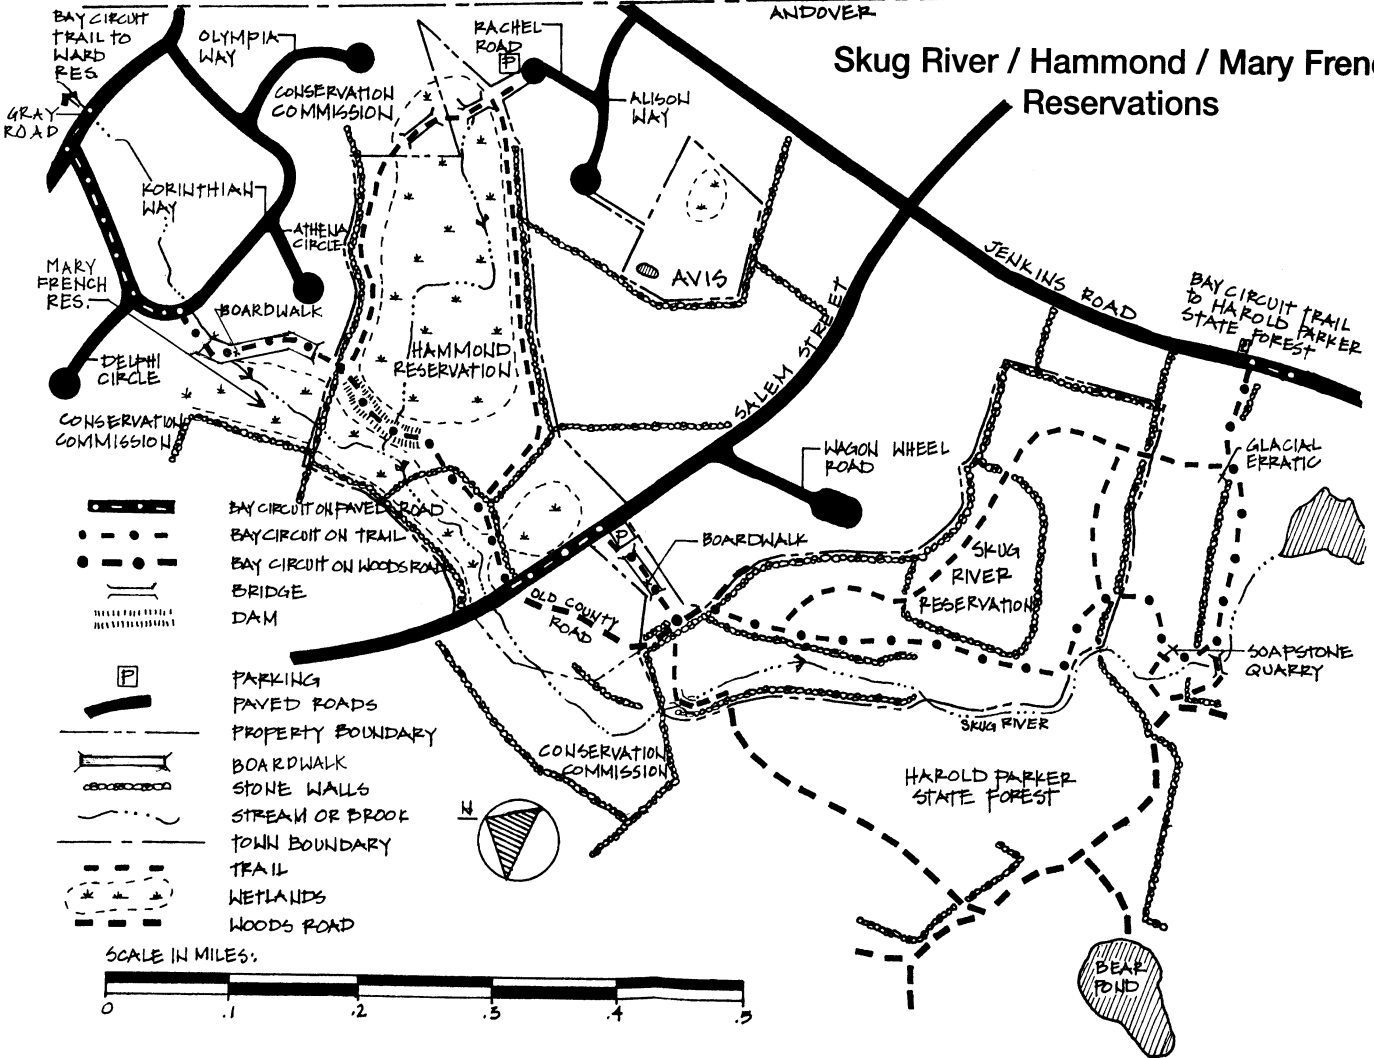 ANDOVER
Skug River / Hammond / Mary Fren
Reservations
BAY CIRCUIT
TRAIL TO
WARD
RES.
GRAY
ROAD
OLYMPIA
WAY
CONSERVATION
COMMISSION
RACHEL
ROAD
P
ALISON
WAY
KORINTHIAN
WAY
ATHENA
CIRCLE
MARY
FRENCH
RES.
BOARDWALK
DELPHI
CIRCLE
CONSERVATION
COMMISSION
HAMMOND
RESERVATION
AVIS
SALEM STREET
JENKINS ROAD
BAY CIRCUIT TRAIL
to HAROLD PARKER
STATE FOREST
P
GLACIAL
ERRATIC
WAGON WHEEL
ROAD
P
BOARDWALK
OLD COUNTY
ROAD
SKUG
RIVER
RESERVATION
SOAPSTONE
QUARRY
SKUG RIVER
CONSERVATION
COMMISSION
HAROLD PARKER
STATE FOREST
BEAR
POND
N
BAY CIRCUIT ON PAVED ROAD
BAY CIRCUIT ON TRAIL
BAY CIRCUIT ON WOODS ROAD
BRIDGE
DAM
P PARKING
PAVED ROADS
PROPERTY BOUNDARY
BOARDWALK
STONE WALLS
STREAM OR BROOK
TOWN BOUNDARY
TRAIL
WETLANDS
WOODS ROAD
SCALE IN MILES:
0 .1 .2 .3 .4 .5